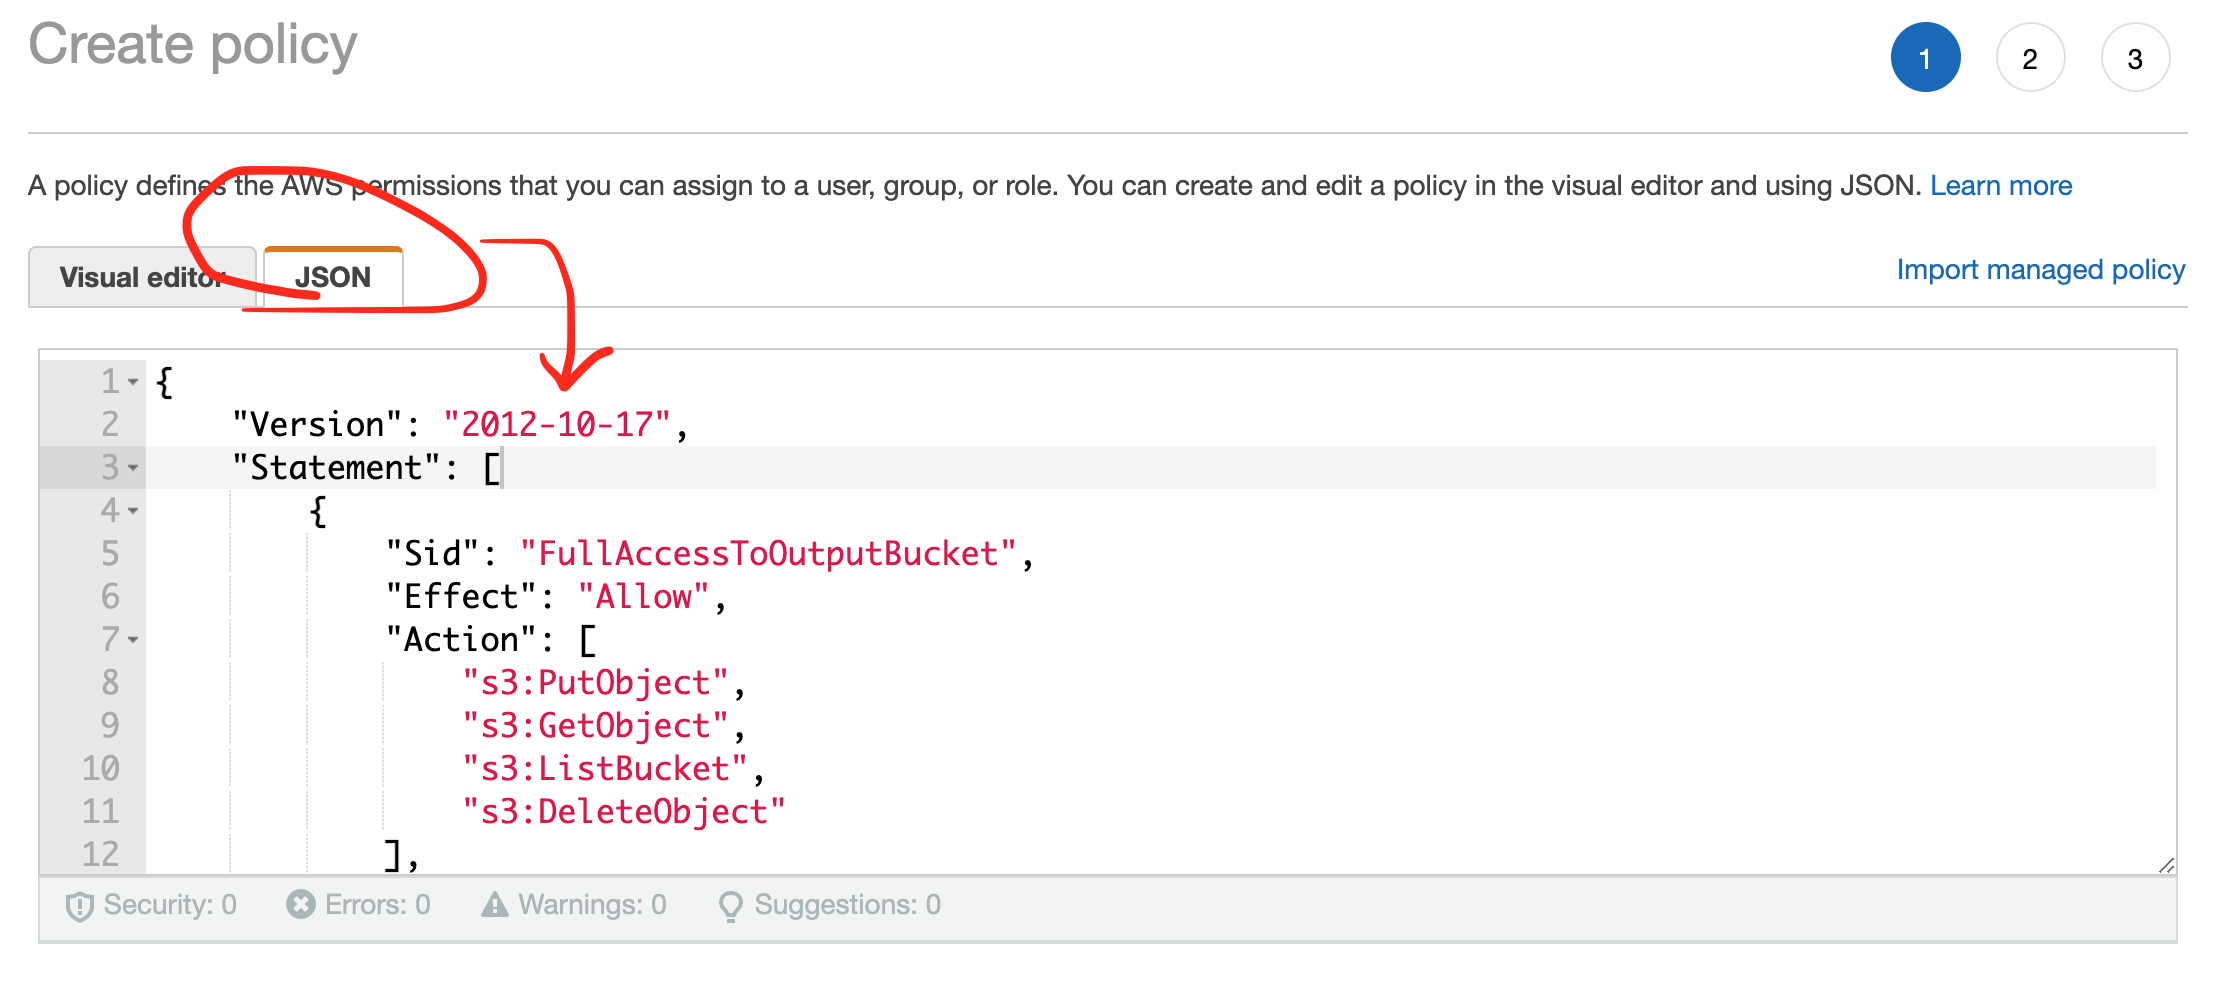 Create policy
1 2 3
A policy defines the AWS permissions that you can assign to a user, group, or role. You can create and edit a policy in the visual editor and using JSON. Learn more
Visual editor JSON Import managed policy
1 {
2 "Version": "2012-10-17",
3 "Statement": [
4 {
5 "Sid": "FullAccessToOutputBucket",
6 "Effect": "Allow",
7 "Action": [
8 "s3:PutObject",
9 "s3:GetObject",
10 "s3:ListBucket",
11 "s3:DeleteObject"
12 ],
Security: 0 Errors: 0 Warnings: 0 Suggestions: 0